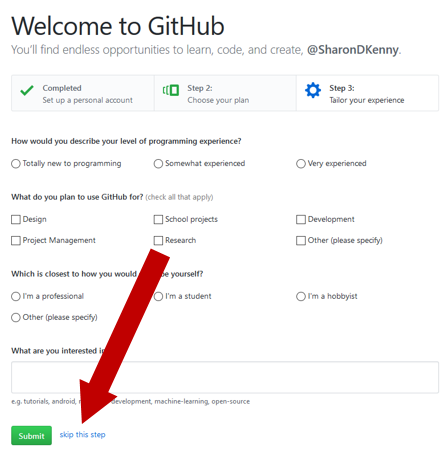 Welcome to GitHub
You'll find endless opportunities to learn, code, and create, @SharonDKenny.
Completed
Set up a personal account
Step 2:
Choose your plan
Step 3:
Tailor your experience
How would you describe your level of programming experience?
Totally new to programming
Somewhat experienced
Very experienced
What do you plan to use GitHub for? (check all that apply)
Design
School projects
Development
Project Management
Research
Other (please specify)
Which is closest to how you would be yourself?
I'm a professional
I'm a student
I'm a hobbyist
Other (please specify)
What are you interested in
e.g. tutorials, android, development, machine-learning, open-source
Submit
skip this step